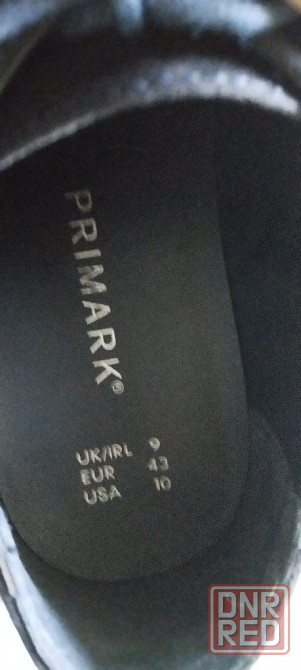 PRIMARK®
UK/IRL 9
EUR 43
USA 10
DNR
RED